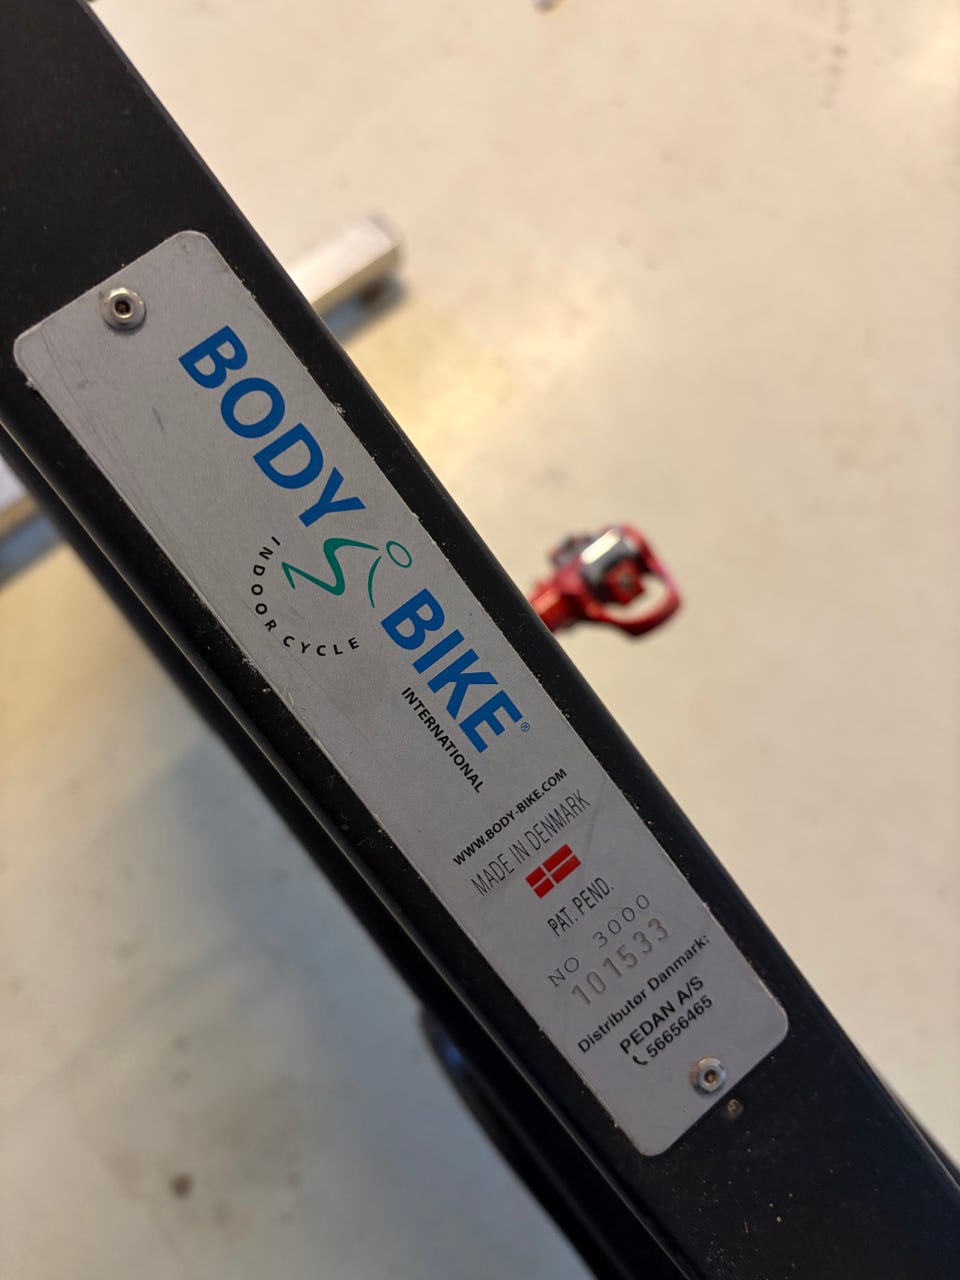 BODY BIKE®
INDOOR CYCLE
INTERNATIONAL
WWW.BODY-BIKE.COM
MADE IN DENMARK
PAT. PEND.
NO 3000
101533
Distributør Danmark:
PEDAN A/S
56656465